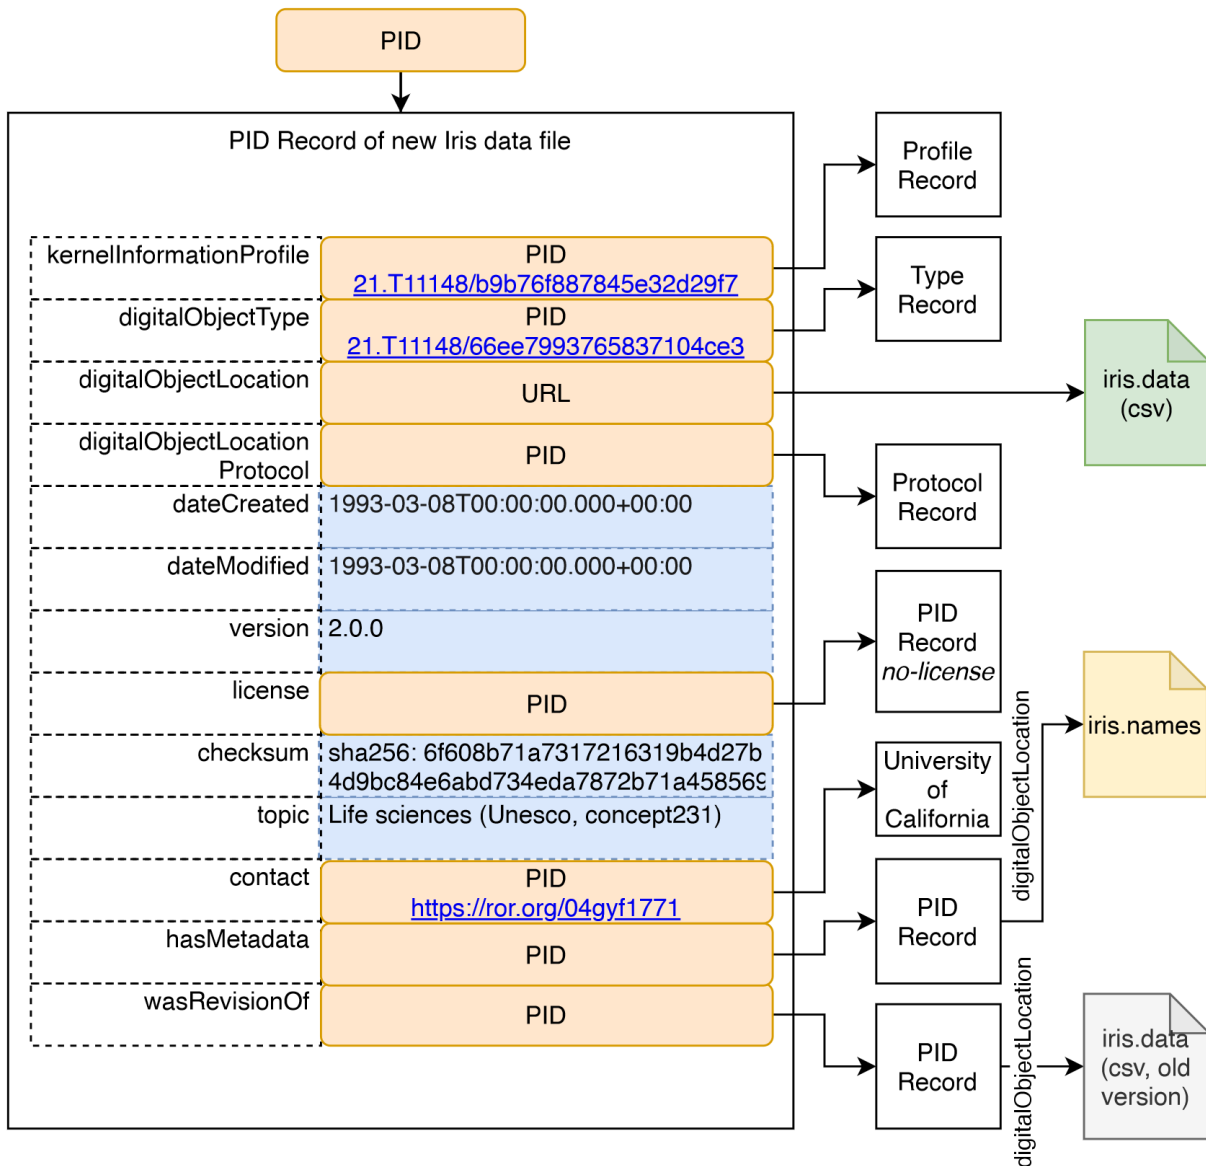 PID
PID Record of new Iris data file
kernelInformationProfile
PID
21.T11148/b9b76f887845e32d29f7
digitalObjectType
PID
21.T11148/66ee7993765837104ce3
digitalObjectLocation
URL
digitalObjectLocation
Protocol
PID
dateCreated
1993-03-08T00:00:00.000+00:00
dateModified
1993-03-08T00:00:00.000+00:00
version
2.0.0
license
PID
checksum
sha256: 6f608b71a7317216319b4d27b
4d9bc84e6abd734eda7872b71a458569
topic
Life sciences (Unesco, concept231)
contact
PID
https://ror.org/04gyf1771
hasMetadata
PID
wasRevisionOf
PID
Profile
Record
Type
Record
iris.data
(csv)
Protocol
Record
PID
Record
no-license
University
of
California
PID
Record
digitalObjectLocation
iris.names
PID
Record
digitalObjectLocation
iris.data
(csv, old
version)